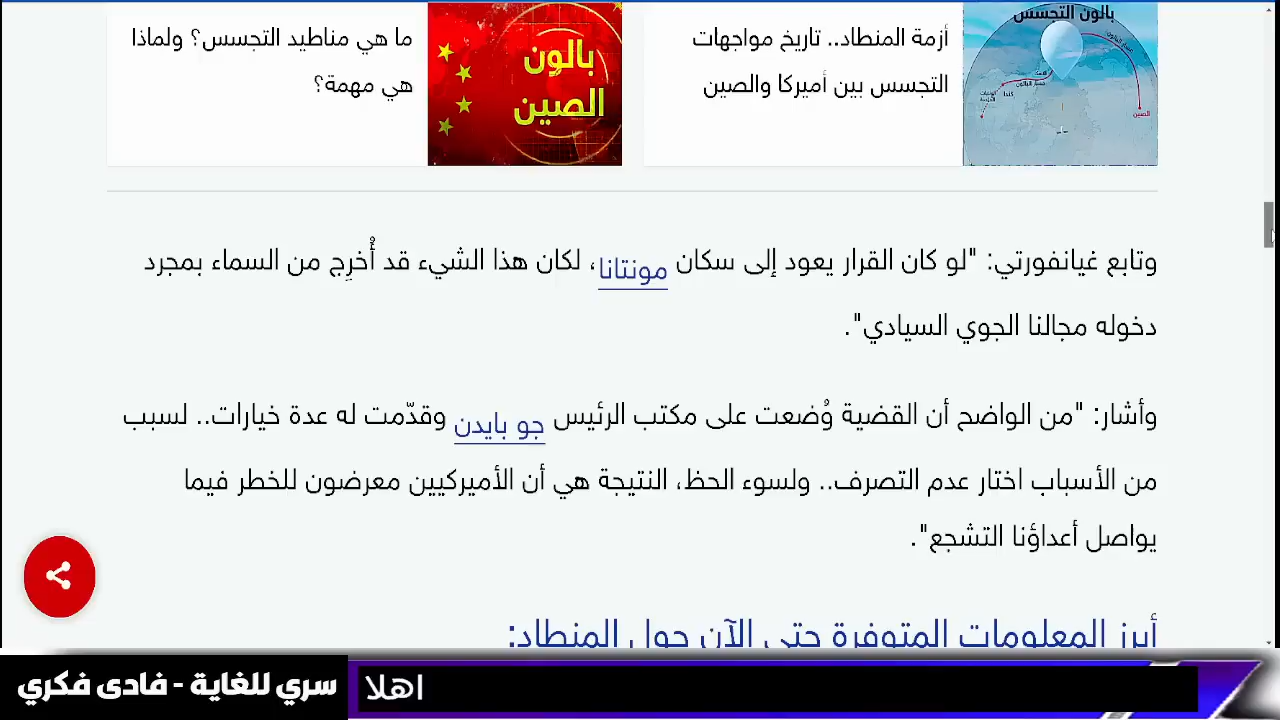 بالون التجسس
أزمة المنطاد.. تاريخ مواجهات
التجسس بين أميركا والصين
الصين
كندا
بالون
الصين
ما هي مناطيد التجسس؟ ولماذا
هي مهمة؟
وتابع غيانفورتي: "لو كان القرار يعود إلى سكان مونتانا، لكان هذا الشيء قد أُخرِج من السماء بمجرد
دخوله مجالنا الجوي السيادي".
وأشار: "من الواضح أن القضية وُضعت على مكتب الرئيس جو بايدن وقدّمت له عدة خيارات.. لسبب
من الأسباب اختار عدم التصرف.. ولسوء الحظ، النتيجة هي أن الأميركيين معرضون للخطر فيما
يواصل أعداؤنا التشجع".
أبرز المعلومات المتوفرة حتى الآن حول المنطاد:
اهلا
سري للغاية - فادى فكري